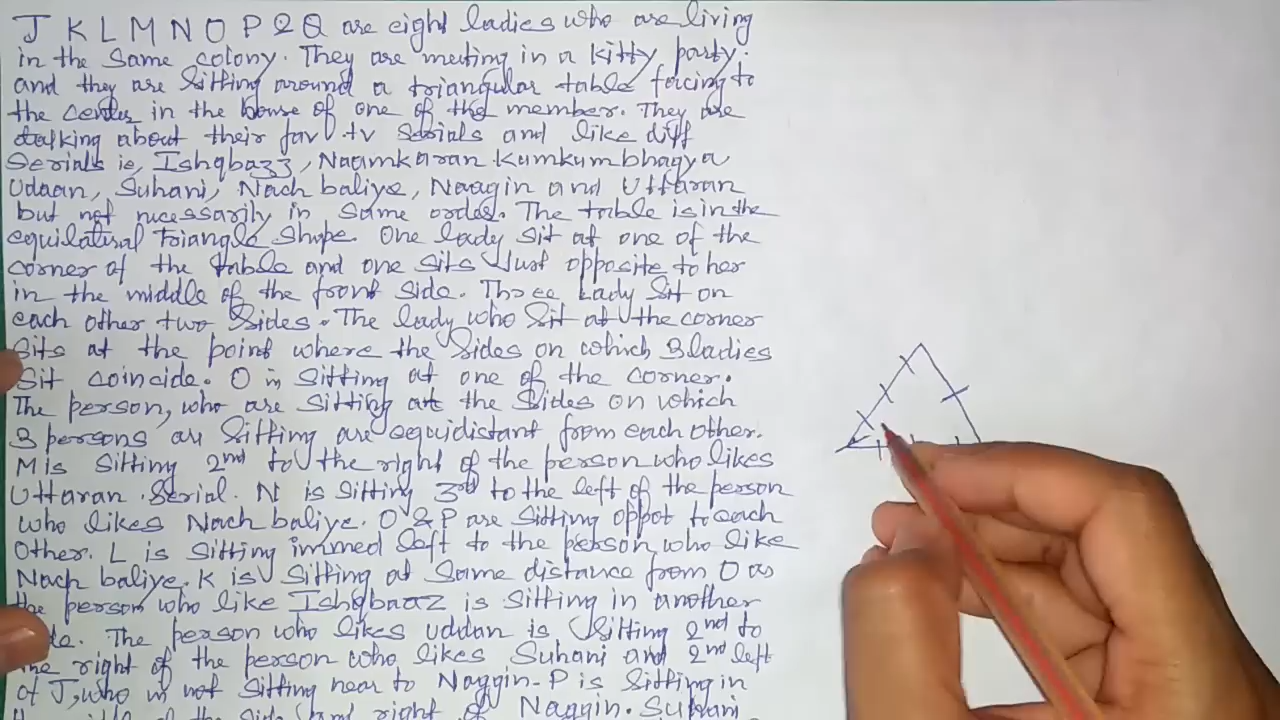 J K L M N O P & Q are eight ladies who are living
in the same colony. They are meeting in a kitty party.
and they are sitting around a triangular table facing to
the center in the house of one of the member. They are
talking about their fav tv serials and like diff
serials ie, Ishqbazz, Naamkaran Kumkumbhagya
Udaan, Suhani, Nach baliye, Naagin and Uttaran
but not necessarily in same order. The table is in the
equilateral triangle shape. One lady sit at one of the
corner of the table and one sits Just opposite to her
in the middle of the front side. Three Lady sit on
each other two sides. The lady who sit at the corner
sits at the point where the sides on which 3 ladies
sit coincide. O is sitting at one of the corner.
The person, who are sitting at the sides on which
3 persons are sitting are equidistant from each other.
M is sitting 2nd to the right of the person who likes
Uttaran Serial. N is sitting 3rd to the left of the person
who likes Nach baliye. O & P are sitting oppot to each
other. L is sitting immed left to the person who like
Nach baliye. K is sitting at same distance from O as
the person who like Ishqbaaz is sitting in another
The person who likes uddan is sitting 2nd to
the right of the person who likes Suhani and 2nd left
of J, who is not sitting near to Naggin. P is sitting in
the side and right of Naggin. Suhani